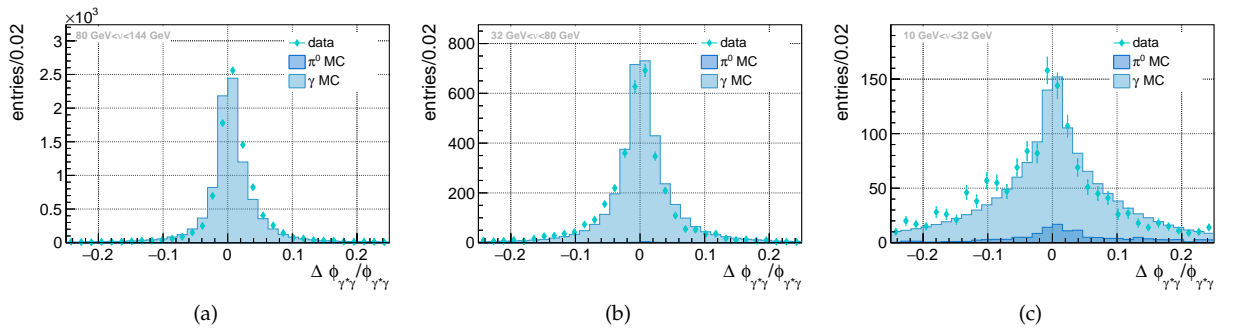 ×10³
80 GeV<ν<144 GeV
data
π⁰ MC
γ MC
entries/0.02
3
2.5
2
1.5
1
0.5
0
−0.2 −0.1 0 0.1 0.2
Δ ϕγ*γ/ϕγ*γ
(a)
32 GeV<ν<80 GeV
data
π⁰ MC
γ MC
entries/0.02
800
600
400
200
0
−0.2 −0.1 0 0.1 0.2
Δ ϕγ*γ/ϕγ*γ
(b)
10 GeV<ν<32 GeV
data
π⁰ MC
γ MC
entries/0.02
150
100
50
0
−0.2 −0.1 0 0.1 0.2
Δ ϕγ*γ/ϕγ*γ
(c)